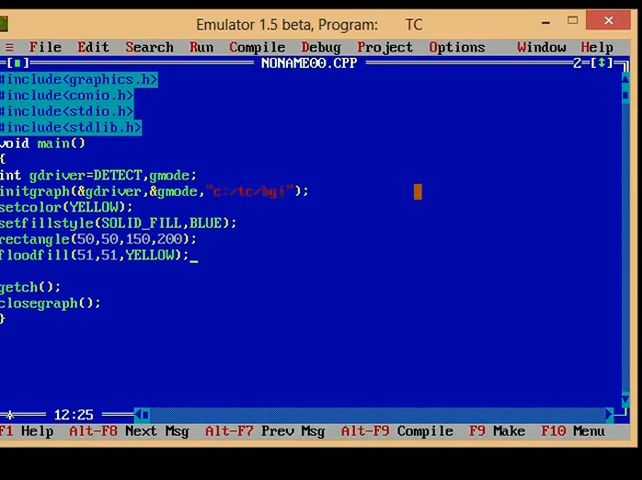 Emulator 1.5 beta, Program: TC
≡ File Edit Search Run Compile Debug Project Options Window Help
=[■] NONAME00.CPP 2=[↕]
#include<graphics.h>
#include<conio.h>
#include<stdio.h>
#include<stdlib.h>
void main()
{
int gdriver=DETECT,gmode;
initgraph(&gdriver,&gmode,"c:/tc/bgi");
setcolor(YELLOW);
setfillstyle(SOLID_FILL,BLUE);
rectangle(50,50,150,200);
floodfill(51,51,YELLOW);
getch();
closegraph();
}
12:25
F1 Help Alt-F8 Next Msg Alt-F7 Prev Msg Alt-F9 Compile F9 Make F10 Menu